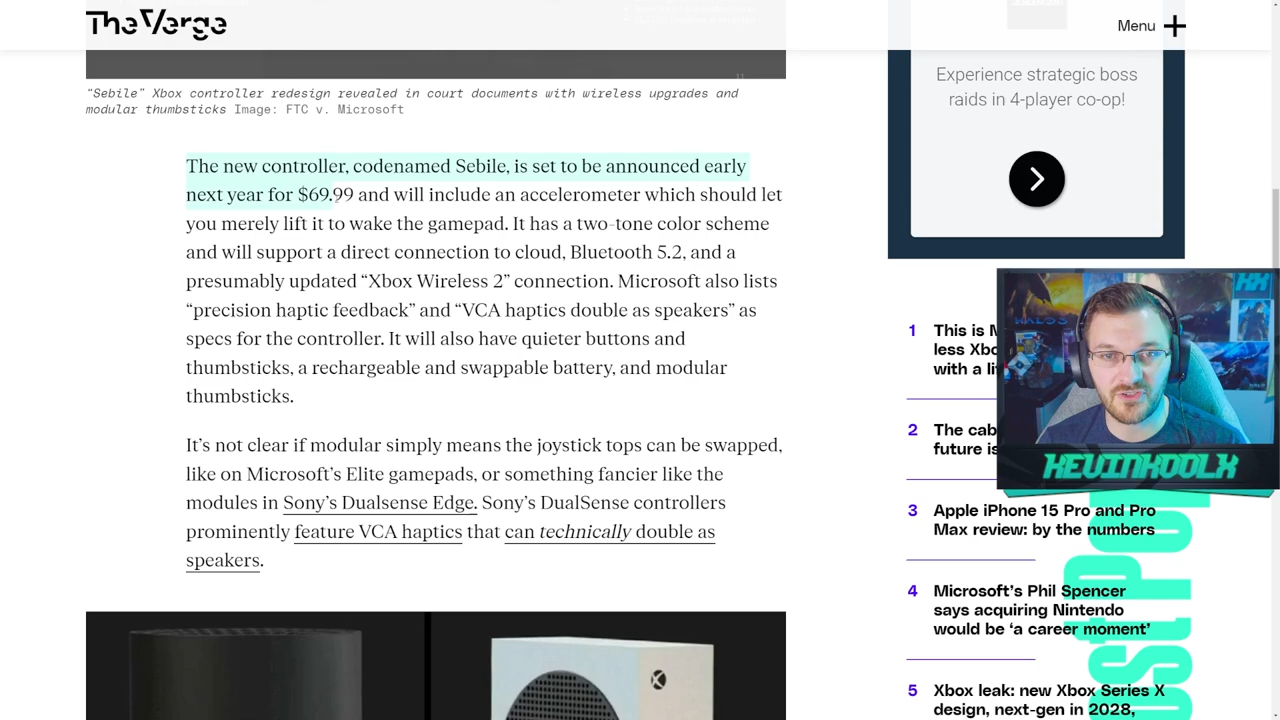 The Verge
Menu
“Sebile” Xbox controller redesign revealed in court documents with wireless upgrades and
modular thumbsticks Image: FTC v. Microsoft
The new controller, codenamed Sebile, is set to be announced early
next year for $69.99 and will include an accelerometer which should let
you merely lift it to wake the gamepad. It has a two-tone color scheme
and will support a direct connection to cloud, Bluetooth 5.2, and a
presumably updated “Xbox Wireless 2” connection. Microsoft also lists
“precision haptic feedback” and “VCA haptics double as speakers” as
specs for the controller. It will also have quieter buttons and
thumbsticks, a rechargeable and swappable battery, and modular
thumbsticks.
It’s not clear if modular simply means the joystick tops can be swapped,
like on Microsoft’s Elite gamepads, or something fancier like the
modules in Sony’s Dualsense Edge. Sony’s DualSense controllers
prominently feature VCA haptics that can technically double as
speakers.
Experience strategic boss
raids in 4-player co-op!
1 This is
less
with a
2 The
future is
KEVINKOOLX
3 Apple iPhone 15 Pro and Pro
Max review: by the numbers
4 Microsoft’s Phil Spencer
says acquiring Nintendo
would be ‘a career moment’
5 Xbox leak: new Xbox Series X
design, next-gen in 2028,